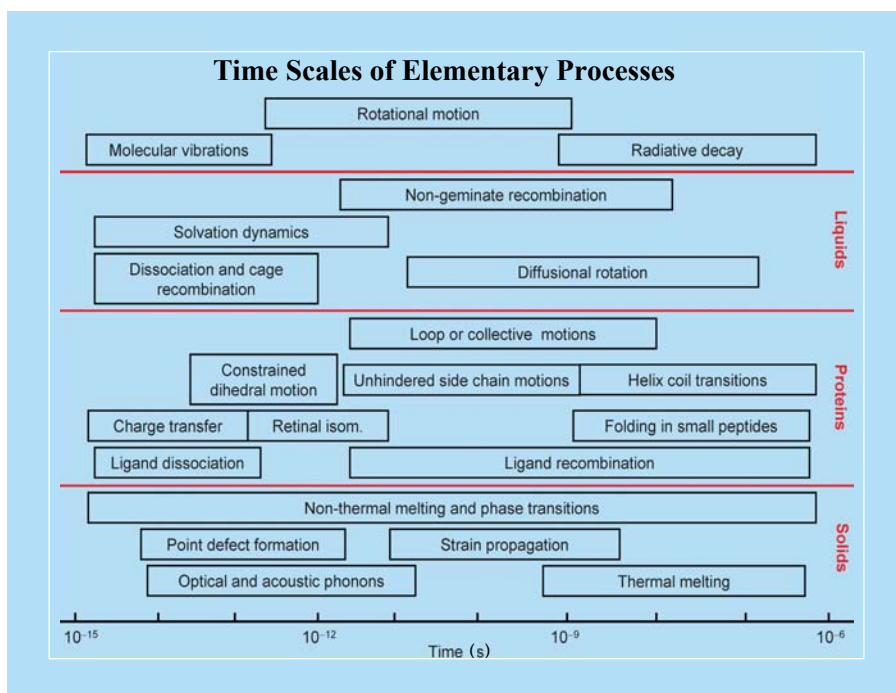 Time Scales of Elementary Processes
Rotational motion
Molecular vibrations
Radiative decay
Non-geminate recombination
Solvation dynamics
Dissociation and cage
recombination
Diffusional rotation
Liquids
Loop or collective motions
Constrained
dihedral motion
Unhindered side chain motions
Helix coil transitions
Charge transfer
Retinal isom.
Folding in small peptides
Ligand dissociation
Ligand recombination
Proteins
Non-thermal melting and phase transitions
Point defect formation
Strain propagation
Optical and acoustic phonons
Thermal melting
Solids
10⁻¹⁵
10⁻¹²
10⁻⁹
10⁻⁶
Time (s)